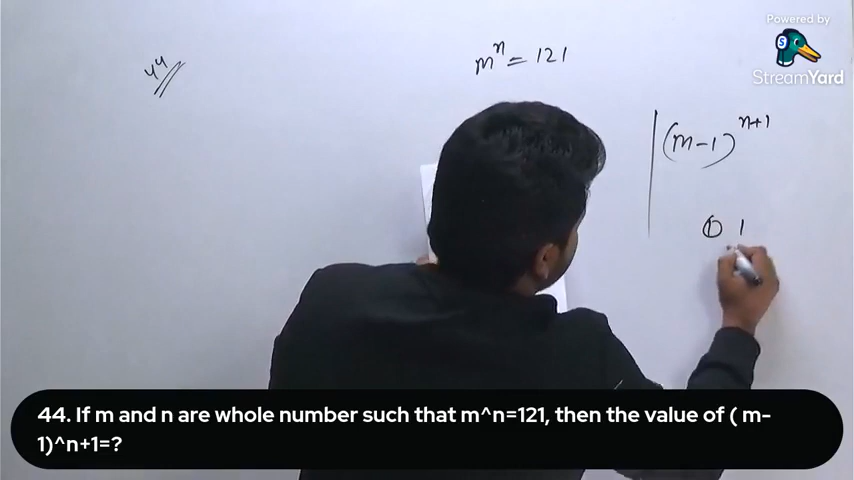 Powered by
StreamYard
44
m^n = 121
(m-1)^n+1
① 1
44. If m and n are whole number such that m^n=121, then the value of ( m-
1)^n+1=?